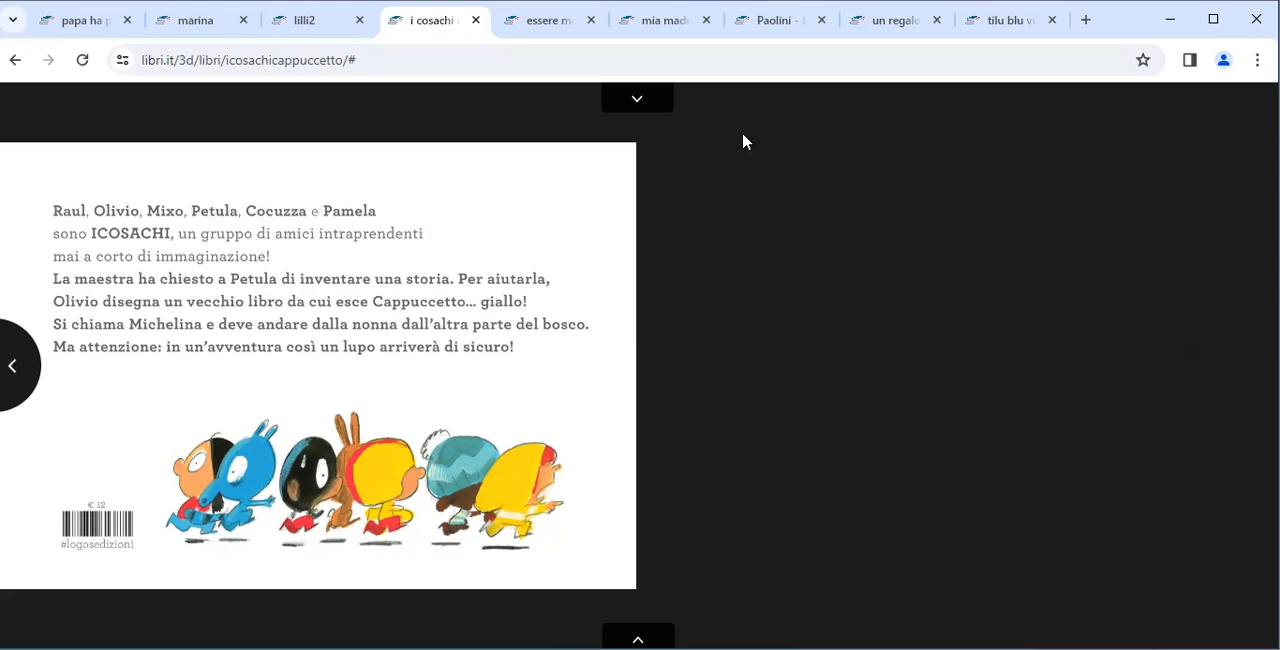 papa ha p
marina
lilli2
i cosachi
essere ma
mia madr
Paolini -
un regalo
tilu blu v
libri.it/3d/libri/icosachicappuccetto/#
Raul, Olivio, Mixo, Petula, Cocuzza e Pamela
sono ICOSACHI, un gruppo di amici intraprendenti
mai a corto di immaginazione!
La maestra ha chiesto a Petula di inventare una storia. Per aiutarla,
Olivio disegna un vecchio libro da cui esce Cappuccetto... giallo!
Si chiama Michelina e deve andare dalla nonna dall'altra parte del bosco.
Ma attenzione: in un'avventura così un lupo arriverà di sicuro!
€ 12
#logosedizioni